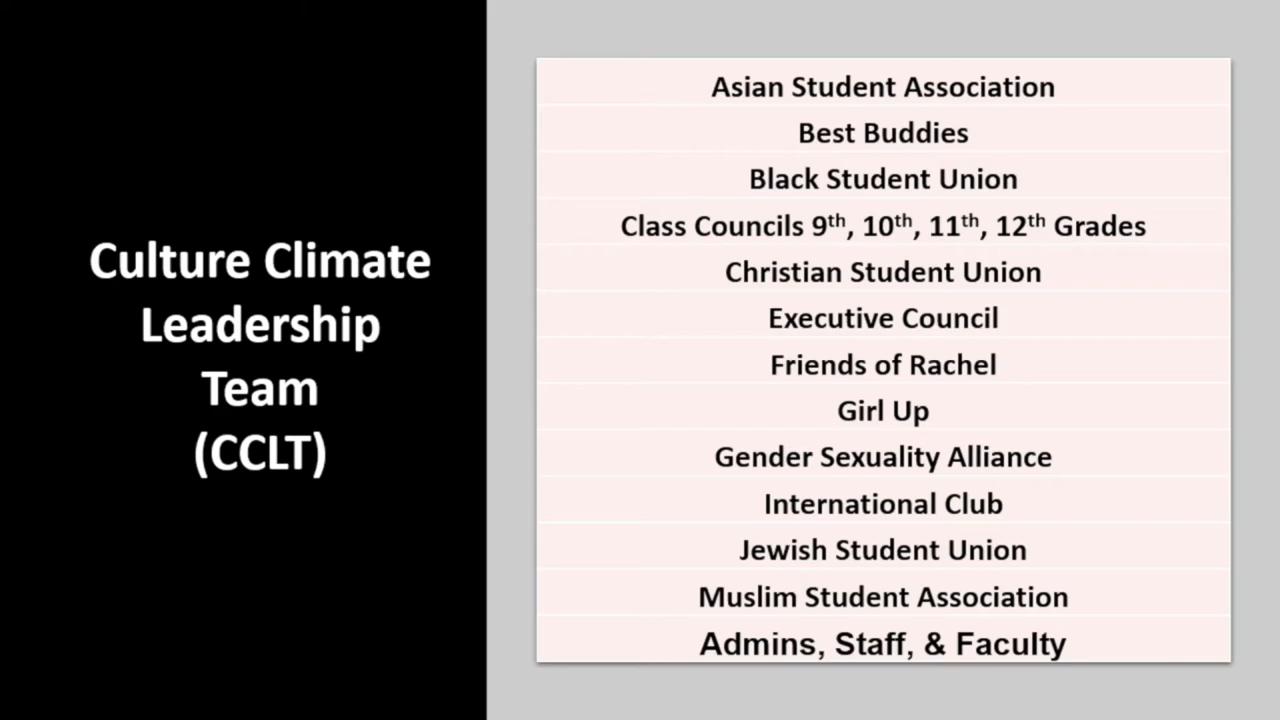 Culture Climate
Leadership
Team
(CCLT)
Asian Student Association
Best Buddies
Black Student Union
Class Councils 9th, 10th, 11th, 12th Grades
Christian Student Union
Executive Council
Friends of Rachel
Girl Up
Gender Sexuality Alliance
International Club
Jewish Student Union
Muslim Student Association
Admins, Staff, & Faculty